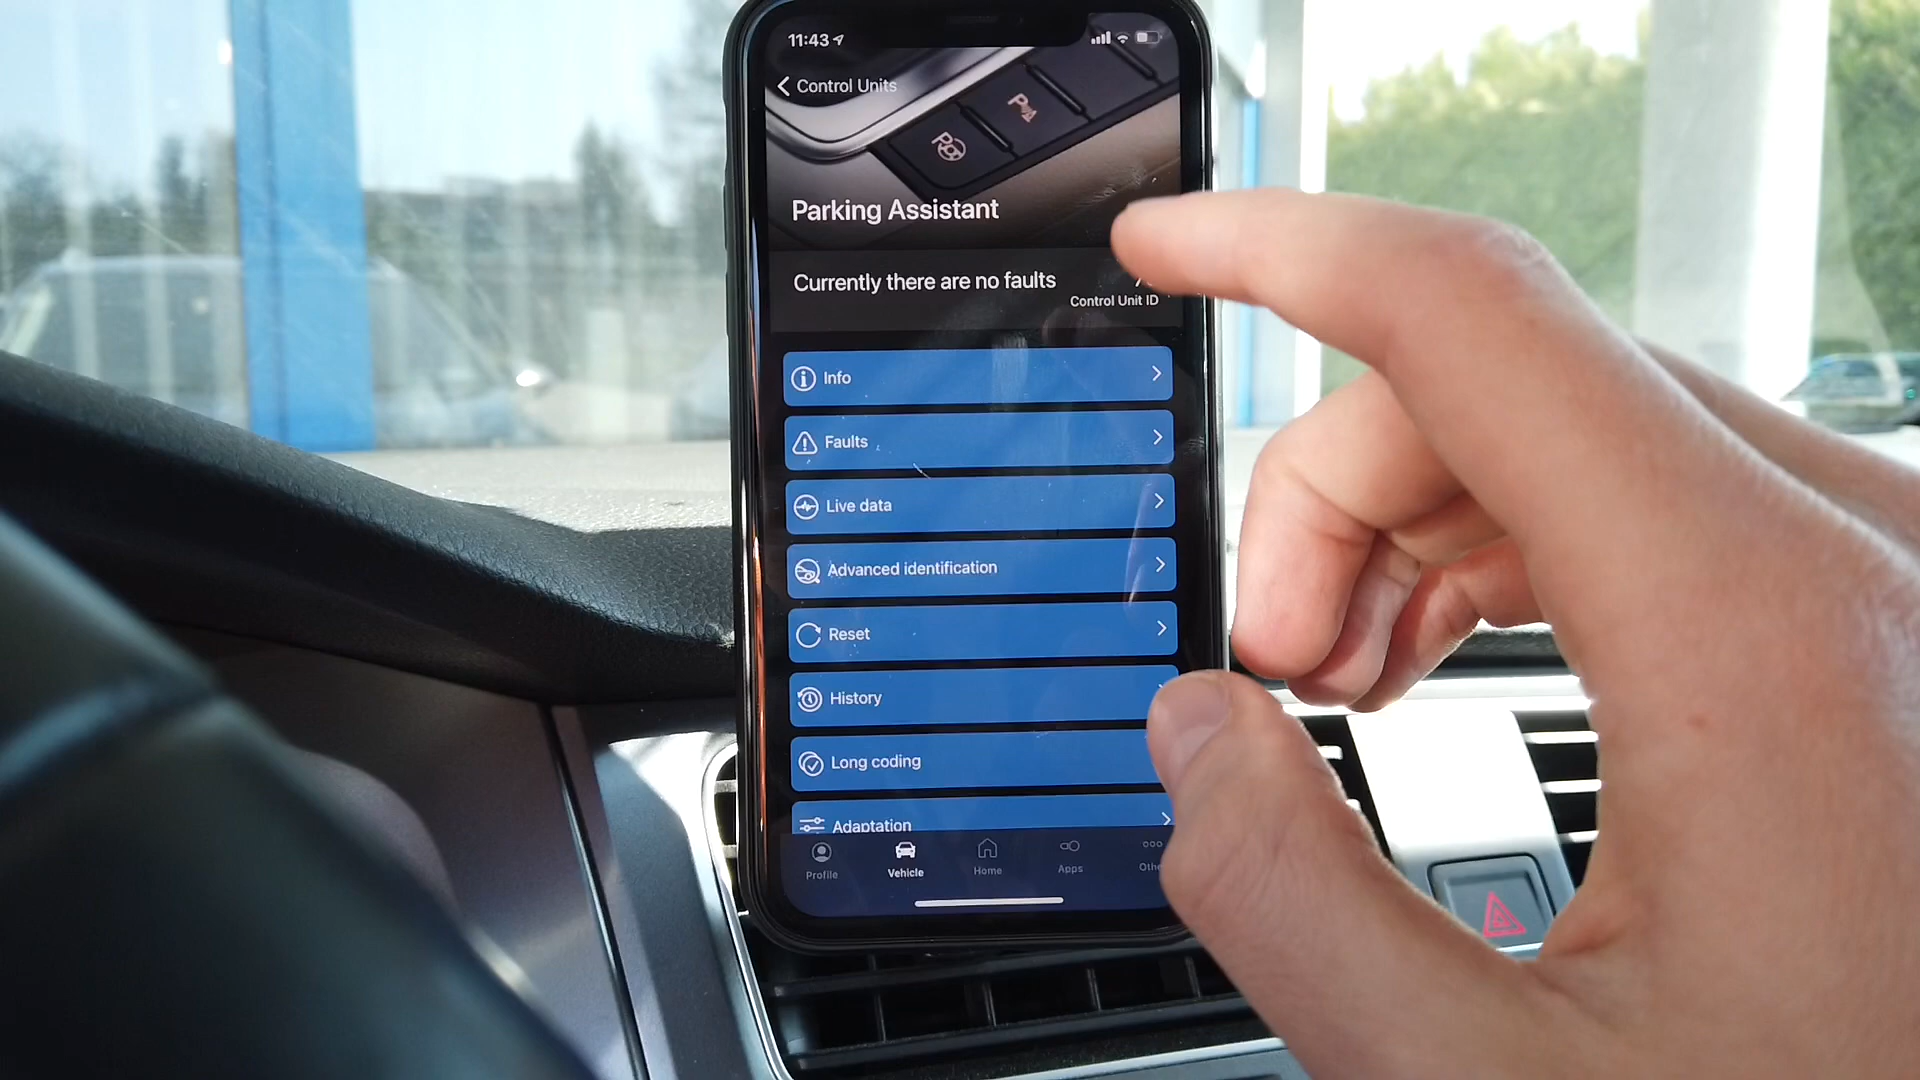 11:43
Control Units
Parking Assistant
Currently there are no faults
Control Unit ID
Info
Faults
Live data
Advanced identification
Reset
History
Long coding
Adaptation
Profile
Vehicle
Home
Apps